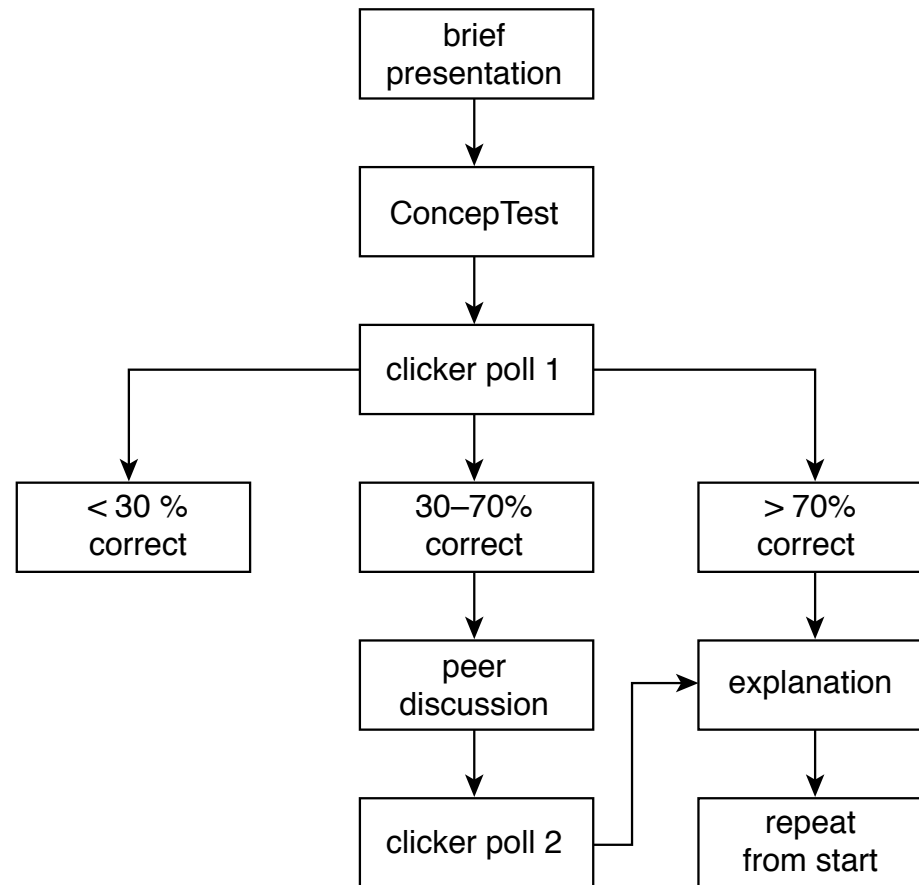 brief
presentation
ConcepTest
clicker poll 1
< 30 %
correct
30–70%
correct
> 70%
correct
peer
discussion
explanation
clicker poll 2
repeat
from start